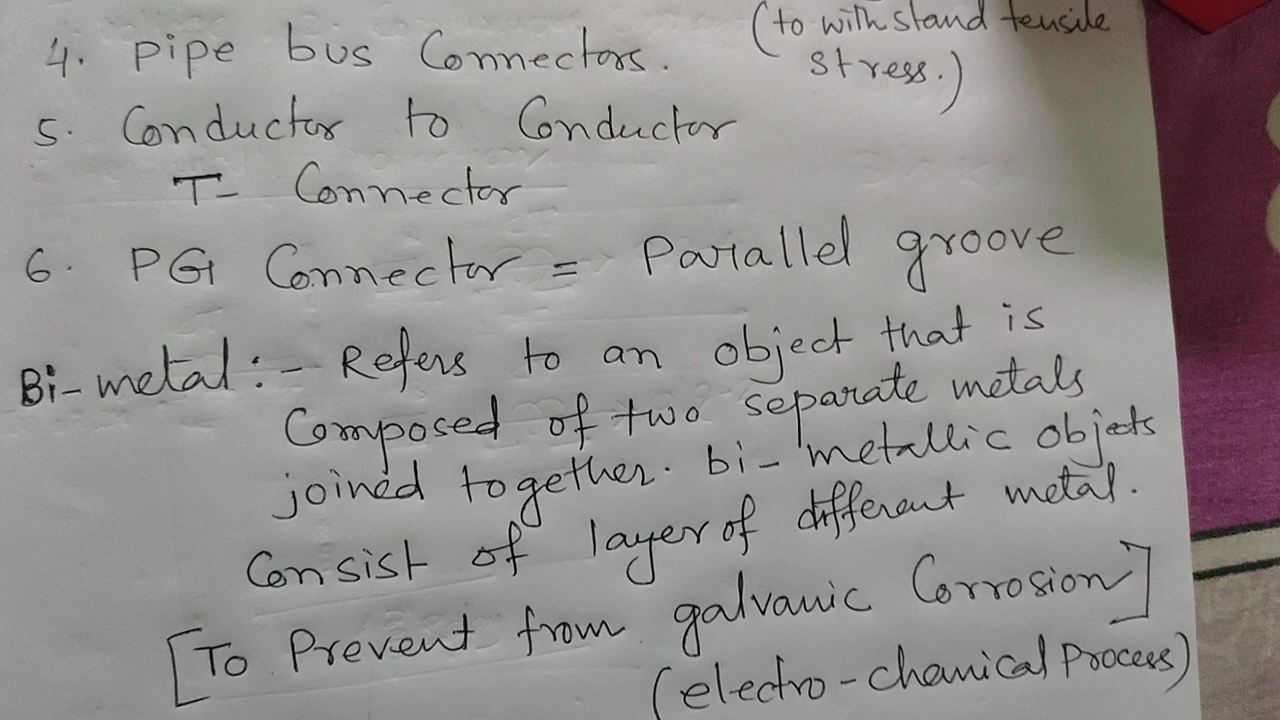 4. Pipe bus Connectors. (to withstand tensile
stress.)
5. Conductor to Conductor
T- Connector
6. PG Connector = Parallel groove
Bi-metal :- Refers to an object that is
Composed of two separate metals
joined together. bi-metallic objects
Consist of layer of different metal.
[To Prevent from galvanic Corrosion]
(electro-chemical Process)